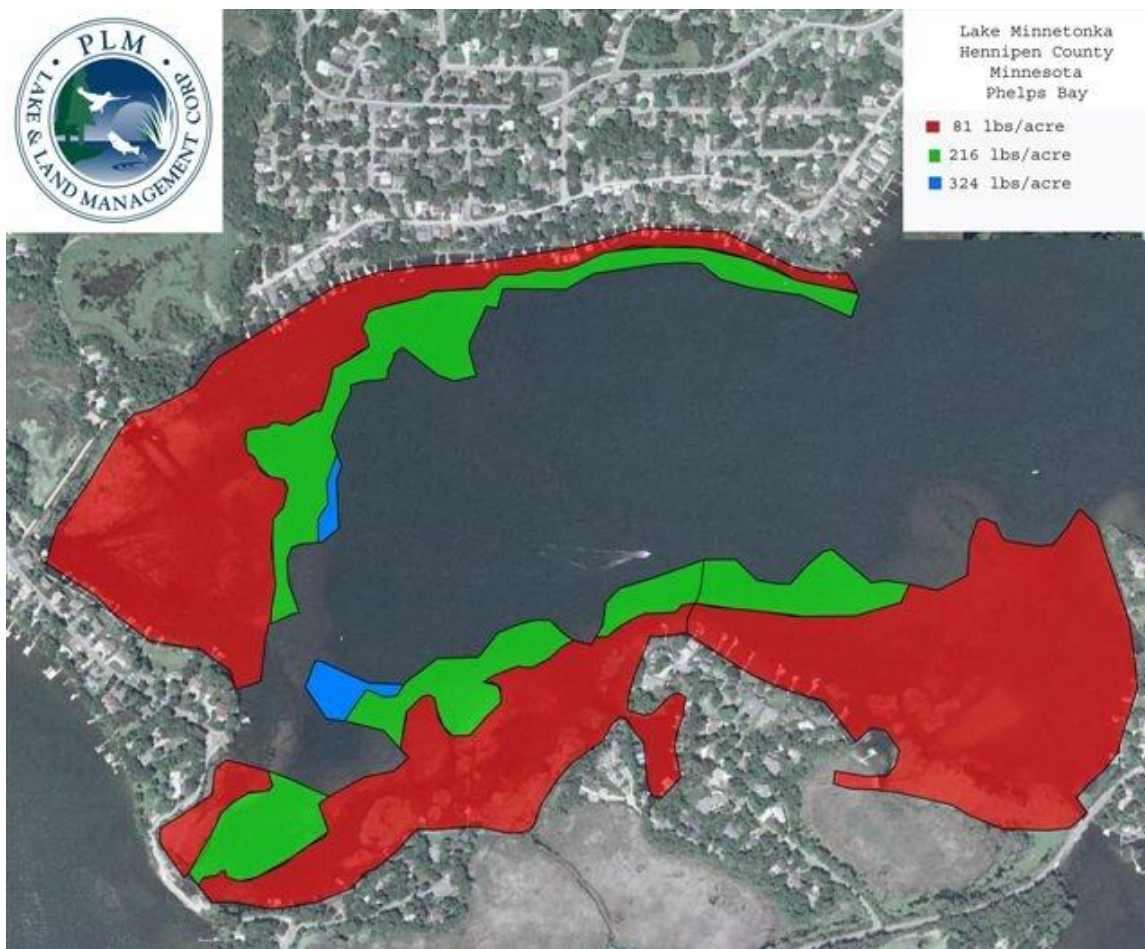 PLM
LAKE & LAND MANAGEMENT CORP
Lake Minnetonka
Hennipen County
Minnesota
Phelps Bay
81 lbs/acre
216 lbs/acre
324 lbs/acre